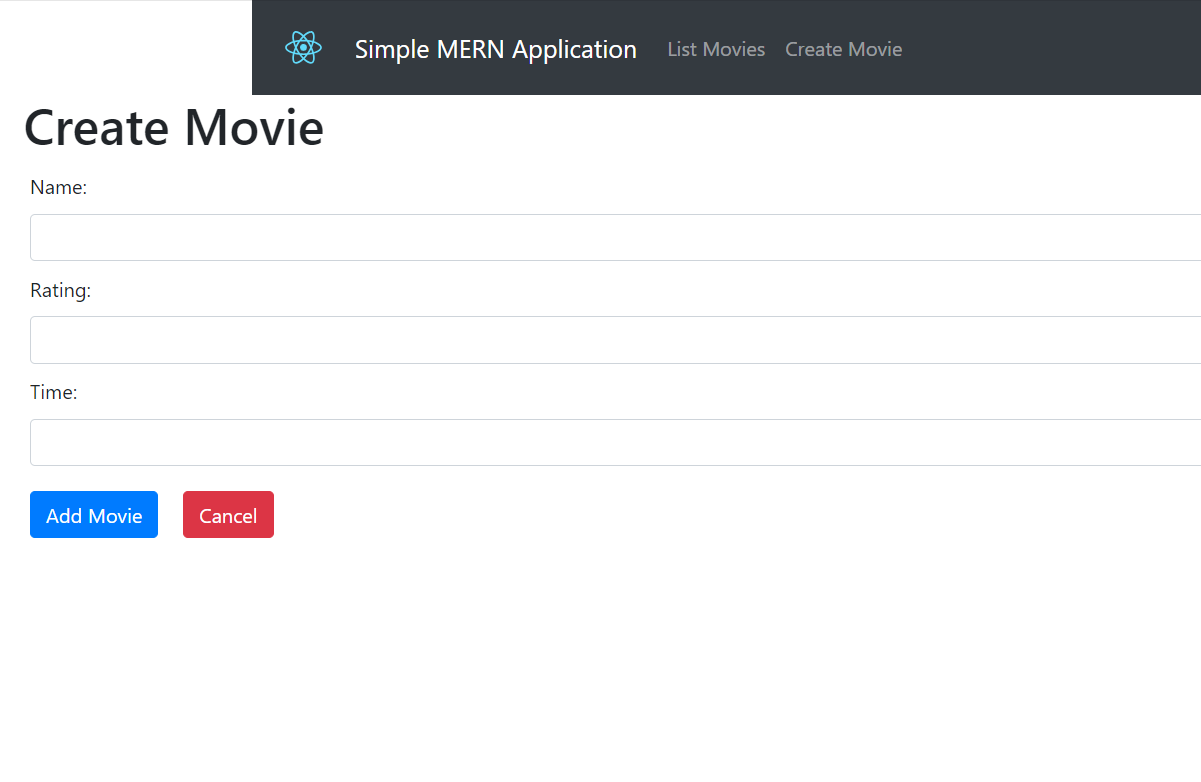 Simple MERN Application List Movies Create Movie
Create Movie
Name:
Rating:
Time:
Add Movie Cancel